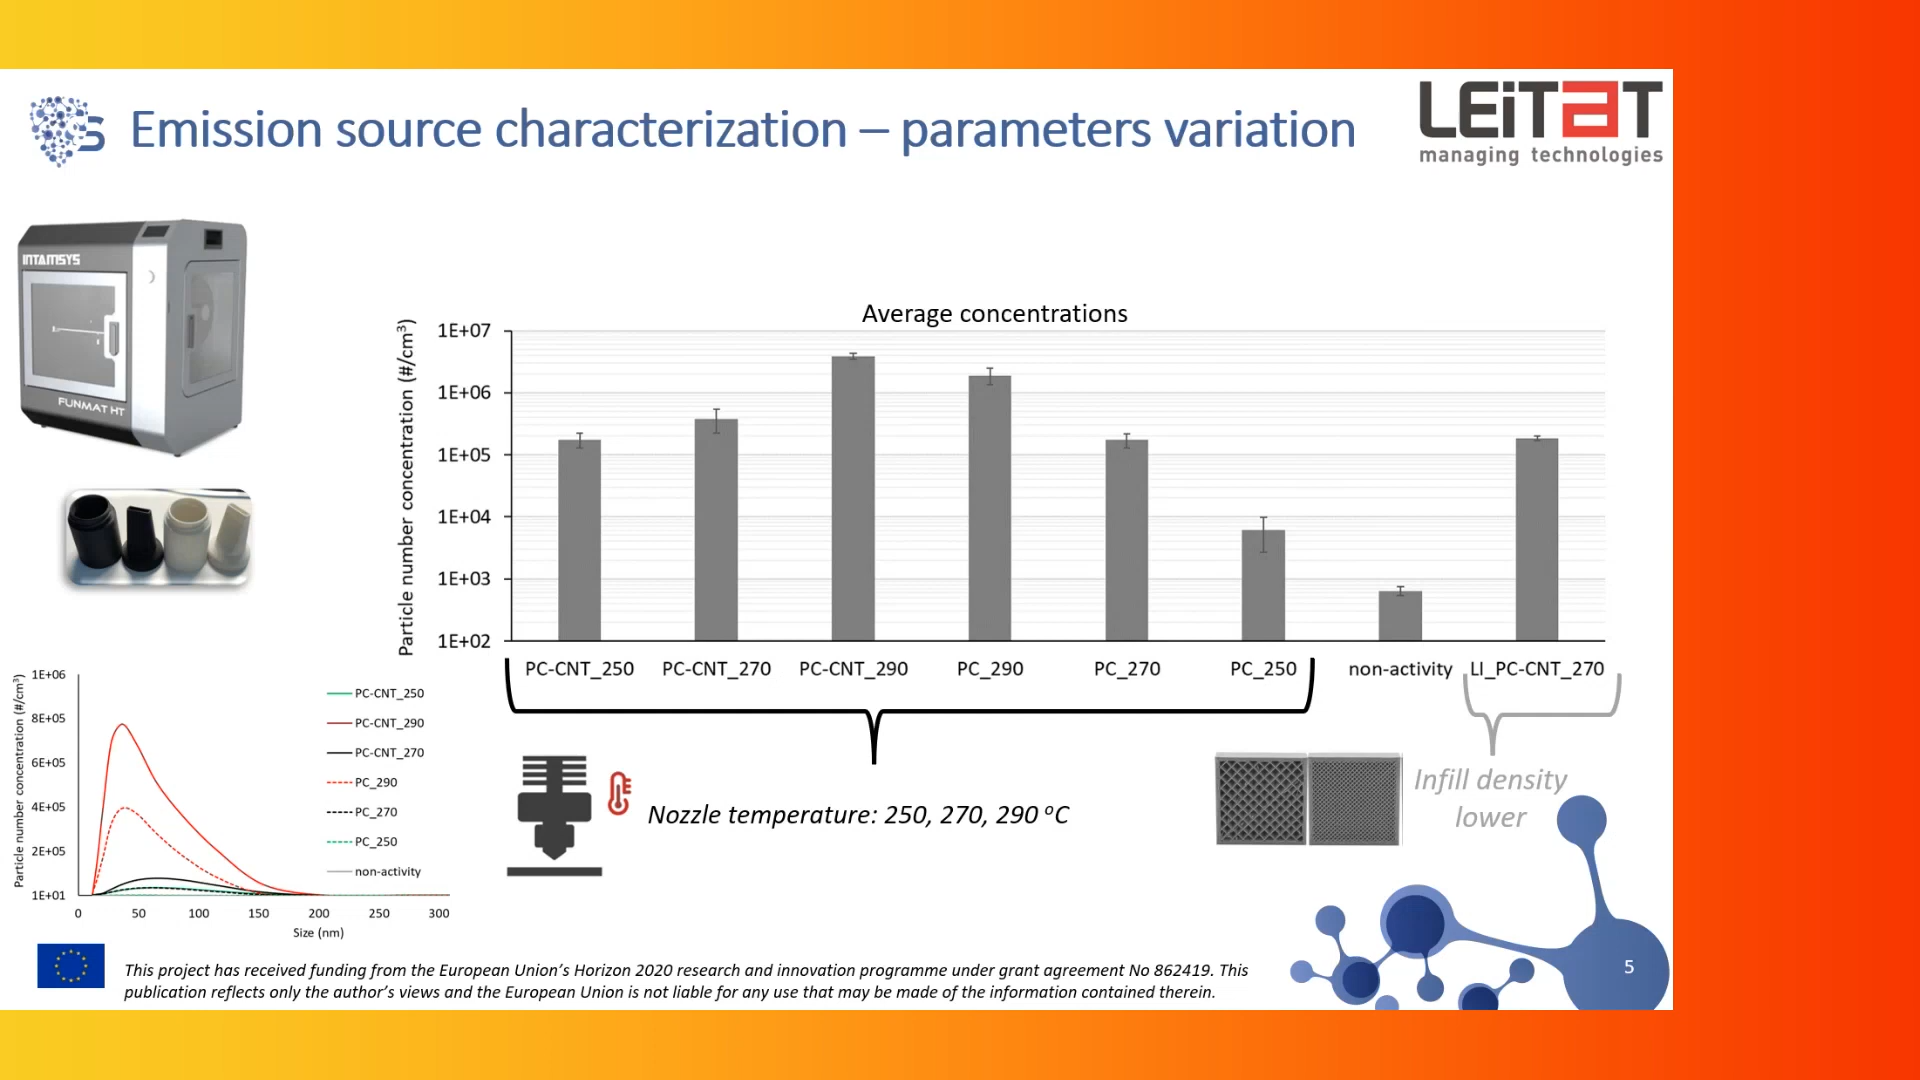 S Emission source characterization – parameters variation
LEiTaT
managing technologies
INTAMSYS
FUNMAT HT
Average concentrations
Particle number concentration (#/cm³)
1E+07
1E+06
1E+05
1E+04
1E+03
1E+02
PC-CNT_250 PC-CNT_270 PC-CNT_290 PC_290 PC_270 PC_250 non-activity LI_PC-CNT_270
Nozzle temperature: 250, 270, 290 ºC
Infill density
lower
Particle number concentration (#/cm³)
1E+06
8E+05
6E+05
4E+05
2E+05
1E+01
0 50 100 150 200 250 300
Size (nm)
PC-CNT_250
PC-CNT_290
PC-CNT_270
PC_290
PC_270
PC_250
non-activity
This project has received funding from the European Union’s Horizon 2020 research and innovation programme under grant agreement No 862419. This
publication reflects only the author’s views and the European Union is not liable for any use that may be made of the information contained therein.
5